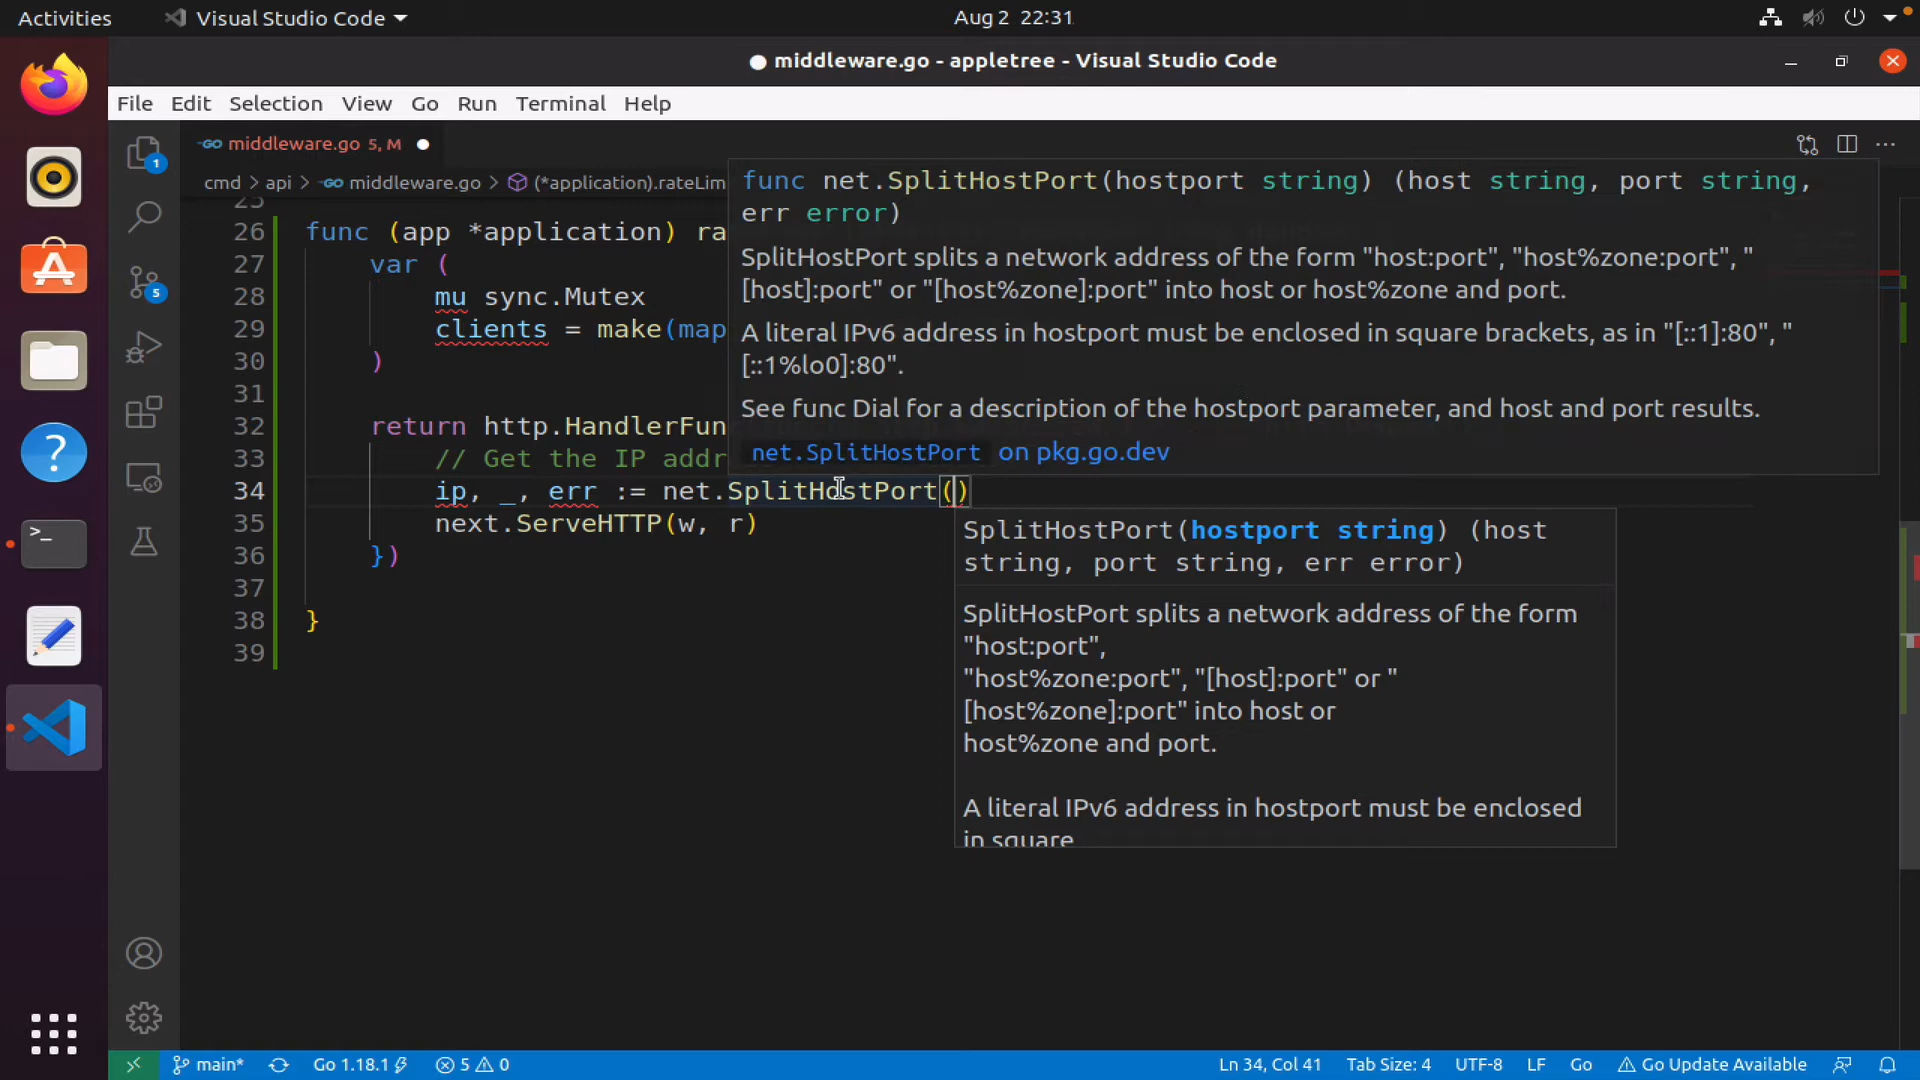 Activities
Visual Studio Code
Aug 2 22:31
middleware.go - appletree - Visual Studio Code
File Edit Selection View Go Run Terminal Help
middleware.go 5, M
cmd > api > middleware.go > (*application).rateLim
1
5
25
26 func (app *application) ra
27 var (
28 mu sync.Mutex
29 clients = make(map
30 )
31
32 return http.HandlerFun
33 // Get the IP addr
34 ip, _, err := net.SplitHostPort()
35 next.ServeHTTP(w, r)
36 })
37
38 }
39
func net.SplitHostPort(hostport string) (host string, port string,
err error)
SplitHostPort splits a network address of the form "host:port", "host%zone:port", "
[host]:port" or "[host%zone]:port" into host or host%zone and port.
A literal IPv6 address in hostport must be enclosed in square brackets, as in "[::1]:80", "
[::1%lo0]:80".
See func Dial for a description of the hostport parameter, and host and port results.
net.SplitHostPort on pkg.go.dev
SplitHostPort(hostport string) (host
string, port string, err error)
SplitHostPort splits a network address of the form
"host:port",
"host%zone:port", "[host]:port" or "
[host%zone]:port" into host or
host%zone and port.
A literal IPv6 address in hostport must be enclosed
in square
main* Go 1.18.1 5 0 Ln 34, Col 41 Tab Size: 4 UTF-8 LF Go Go Update Available